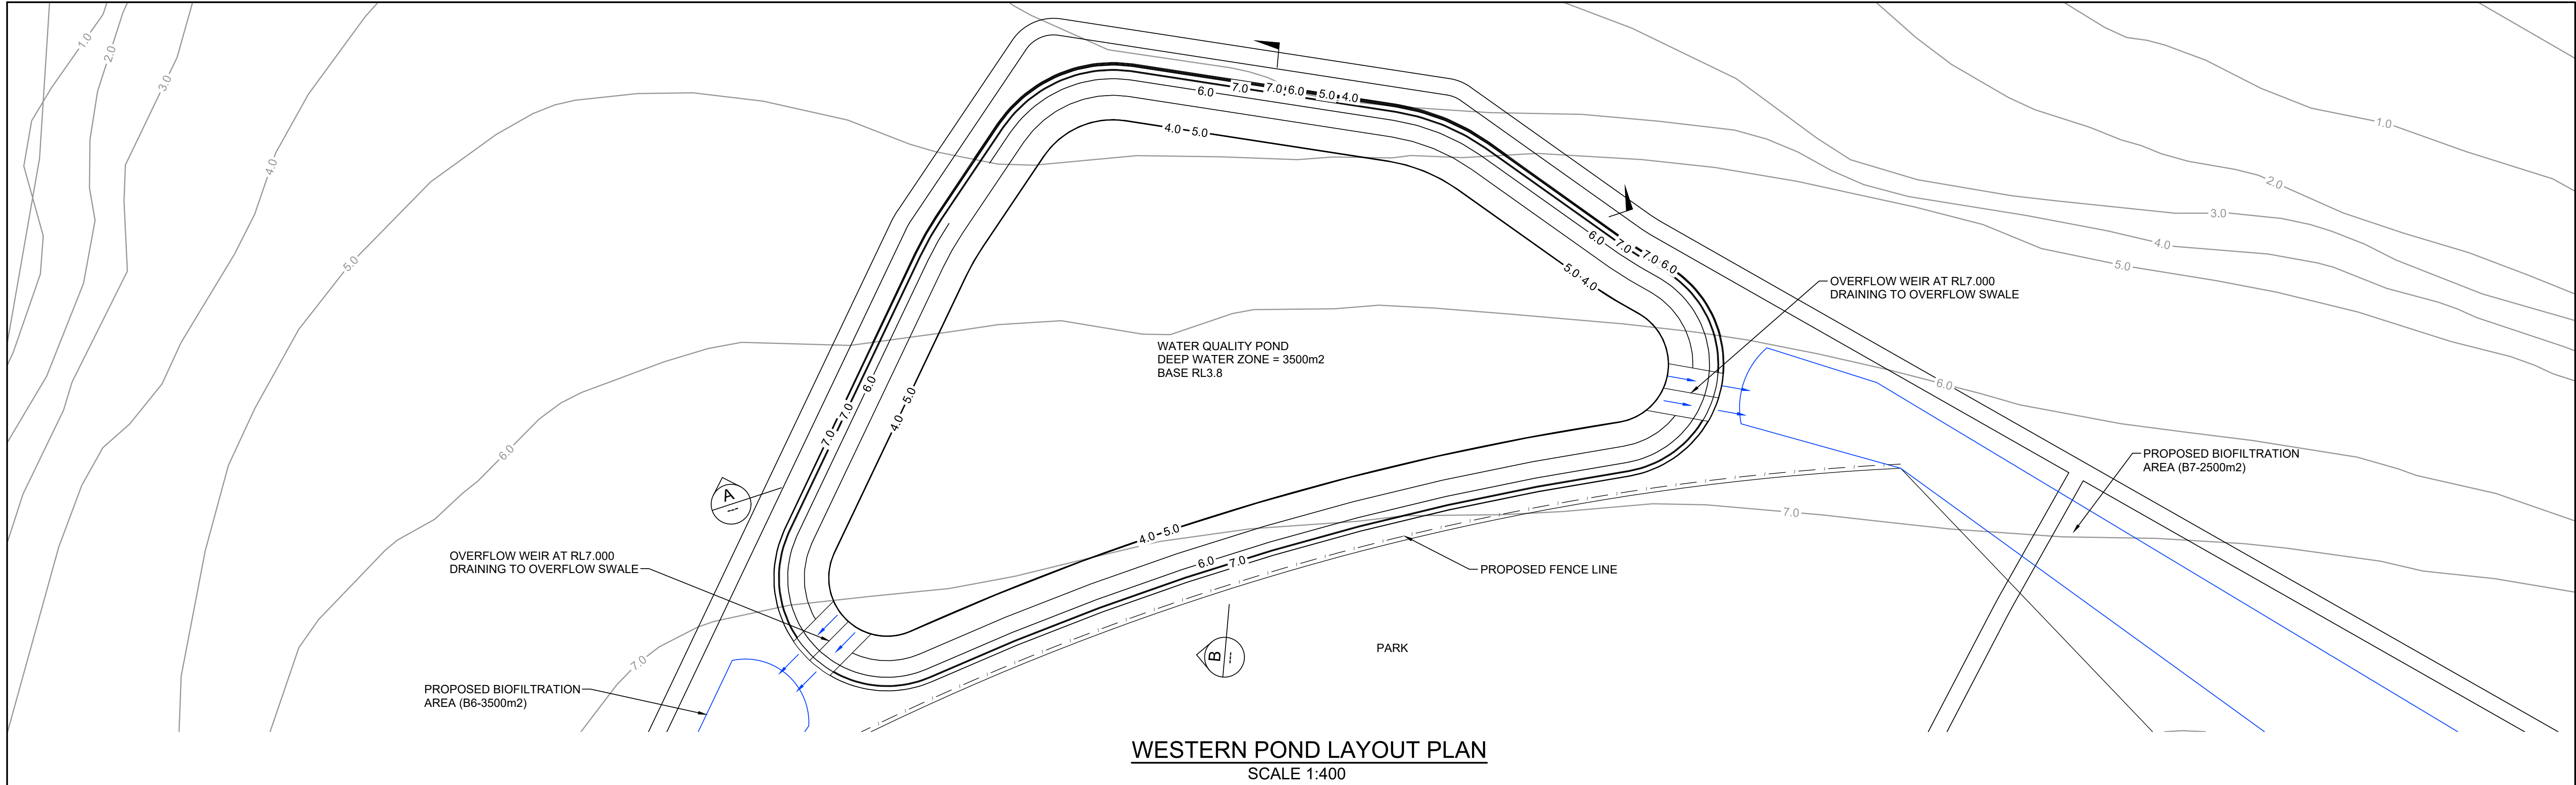 1.0
2.0
3.0
4.0
5.0
6.0
7.0
7.0
7.0
6.0
5.0
4.0
6.0
4.0
5.0
1.0
2.0
3.0
4.0
5.0
6.0
7.0
7.0
6.0
5.0
4.0
OVERFLOW WEIR AT RL7.000
DRAINING TO OVERFLOW SWALE
WATER QUALITY POND
DEEP WATER ZONE = 3500m2
BASE RL3.8
6.0
7.0
7.0
6.0
4.0
5.0
PROPOSED BIOFILTRATION
AREA (B7-2500m2)
A
---
7.0
4.0
5.0
6.0
7.0
OVERFLOW WEIR AT RL7.000
DRAINING TO OVERFLOW SWALE
PROPOSED FENCE LINE
B
---
PARK
PROPOSED BIOFILTRATION
AREA (B6-3500m2)
WESTERN POND LAYOUT PLAN
SCALE 1:400